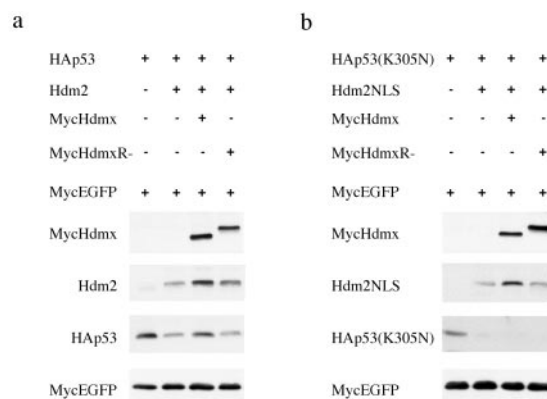 a
HAp53 + + + +
Hdm2 - + + +
MycHdmx - - + -
MycHdmxR- - - - +
MycEGFP + + + +
MycHdmx
Hdm2
HAp53
MycEGFP
b
HAp53(K305N) + + + +
Hdm2NLS - + + +
MycHdmx - - + -
MycHdmxR- - - - +
MycEGFP + + + +
MycHdmx
Hdm2NLS
HAp53(K305N)
MycEGFP